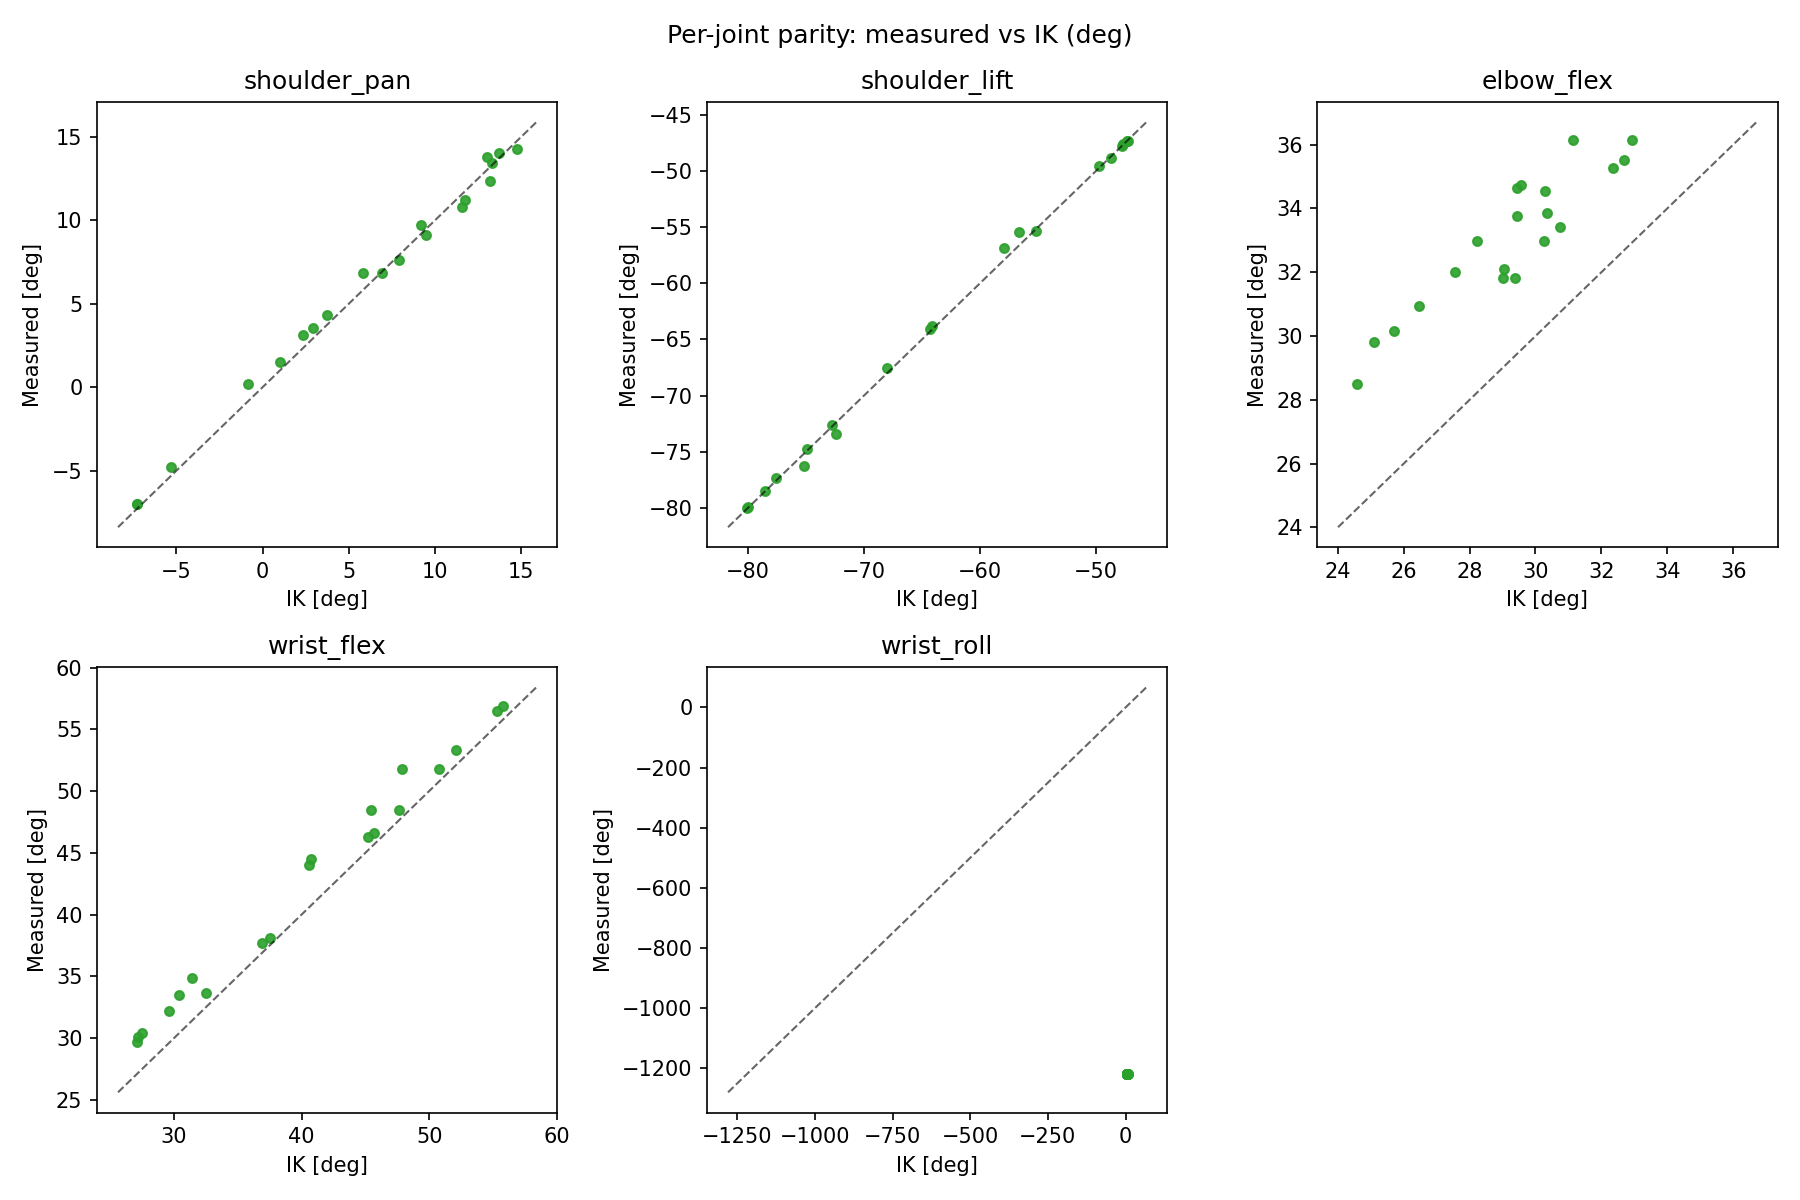 Per-joint parity: measured vs IK (deg)
shoulder_pan
15
10
5
0
−5
Measured [deg]
−5 0 5 10 15
IK [deg]
shoulder_lift
−45
−50
−55
−60
−65
−70
−75
−80
Measured [deg]
−80 −70 −60 −50
IK [deg]
elbow_flex
36
34
32
30
28
26
24
Measured [deg]
24 26 28 30 32 34 36
IK [deg]
wrist_flex
60
55
50
45
40
35
30
25
Measured [deg]
30 40 50 60
IK [deg]
wrist_roll
0
−200
−400
−600
−800
−1000
−1200
Measured [deg]
−1250 −1000 −750 −500 −250 0
IK [deg]